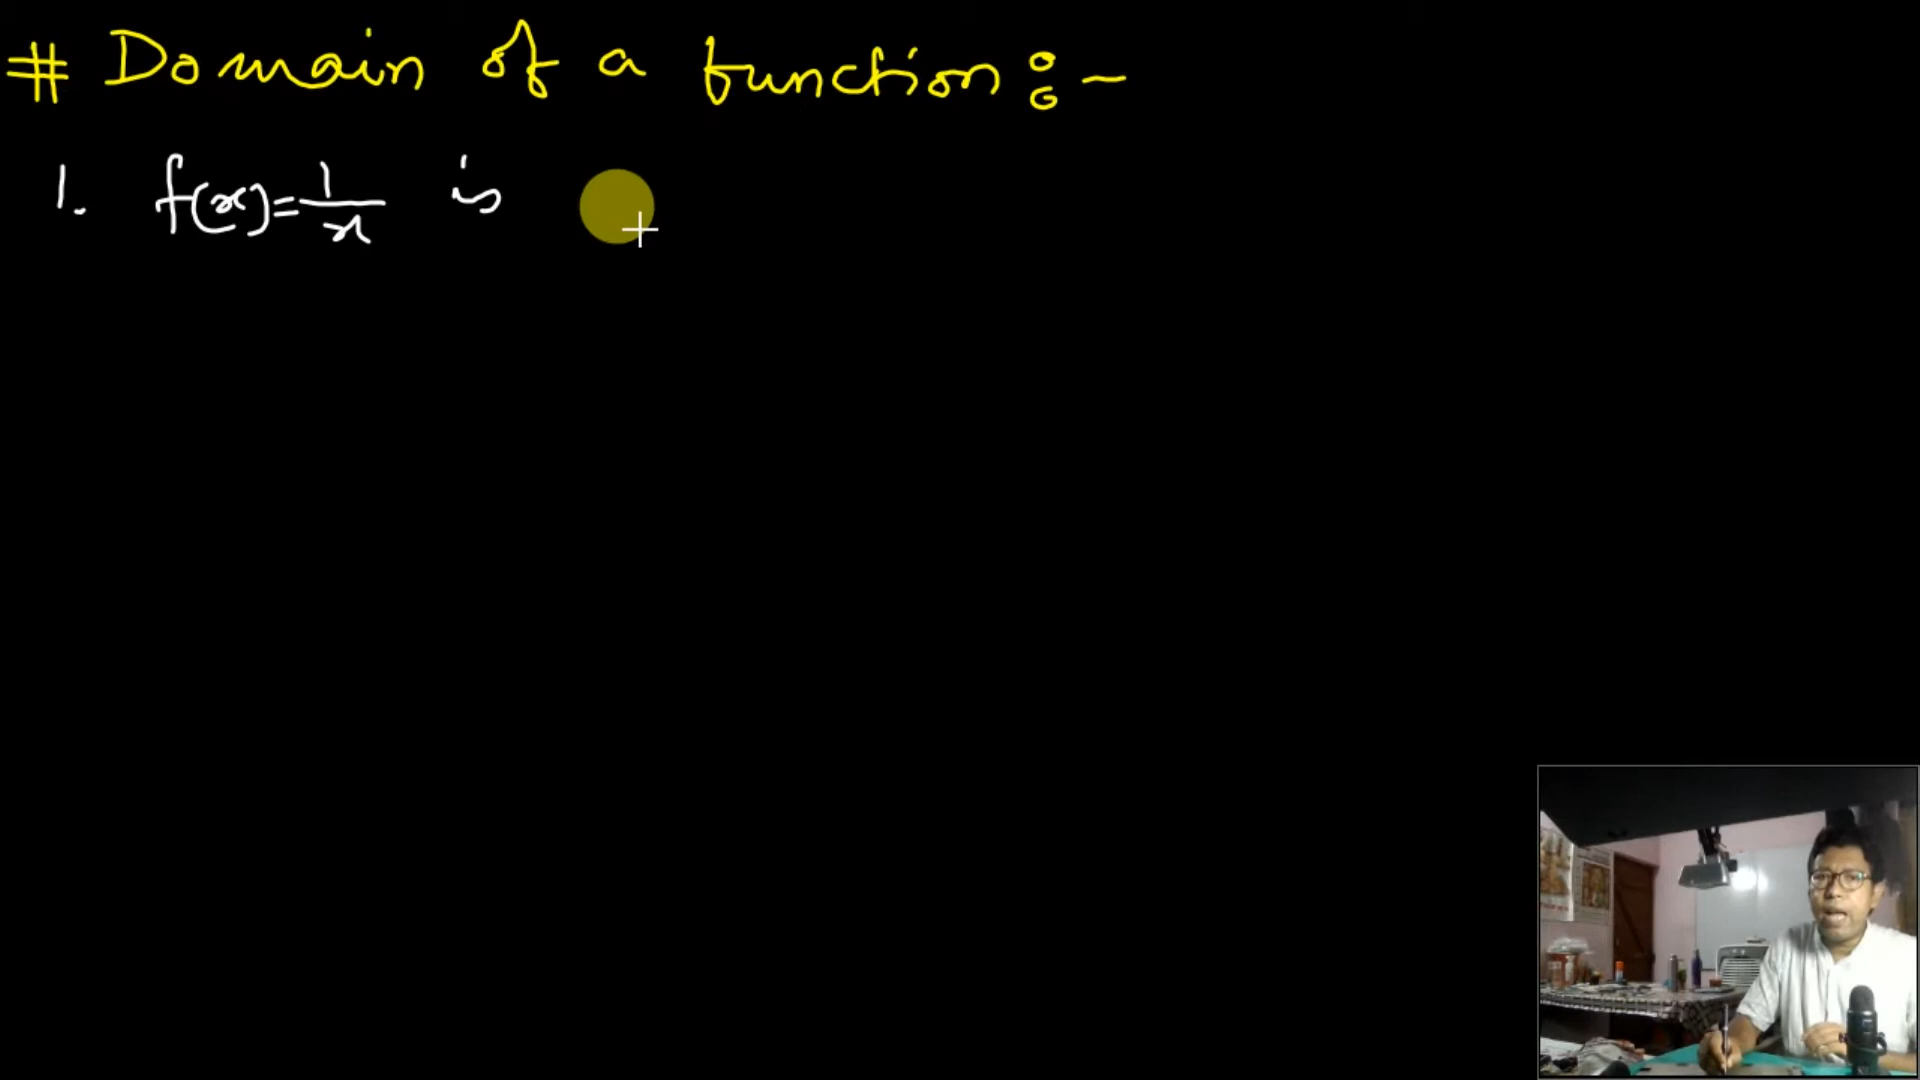 # Domain of a function :-
1. f(x)=1/x is